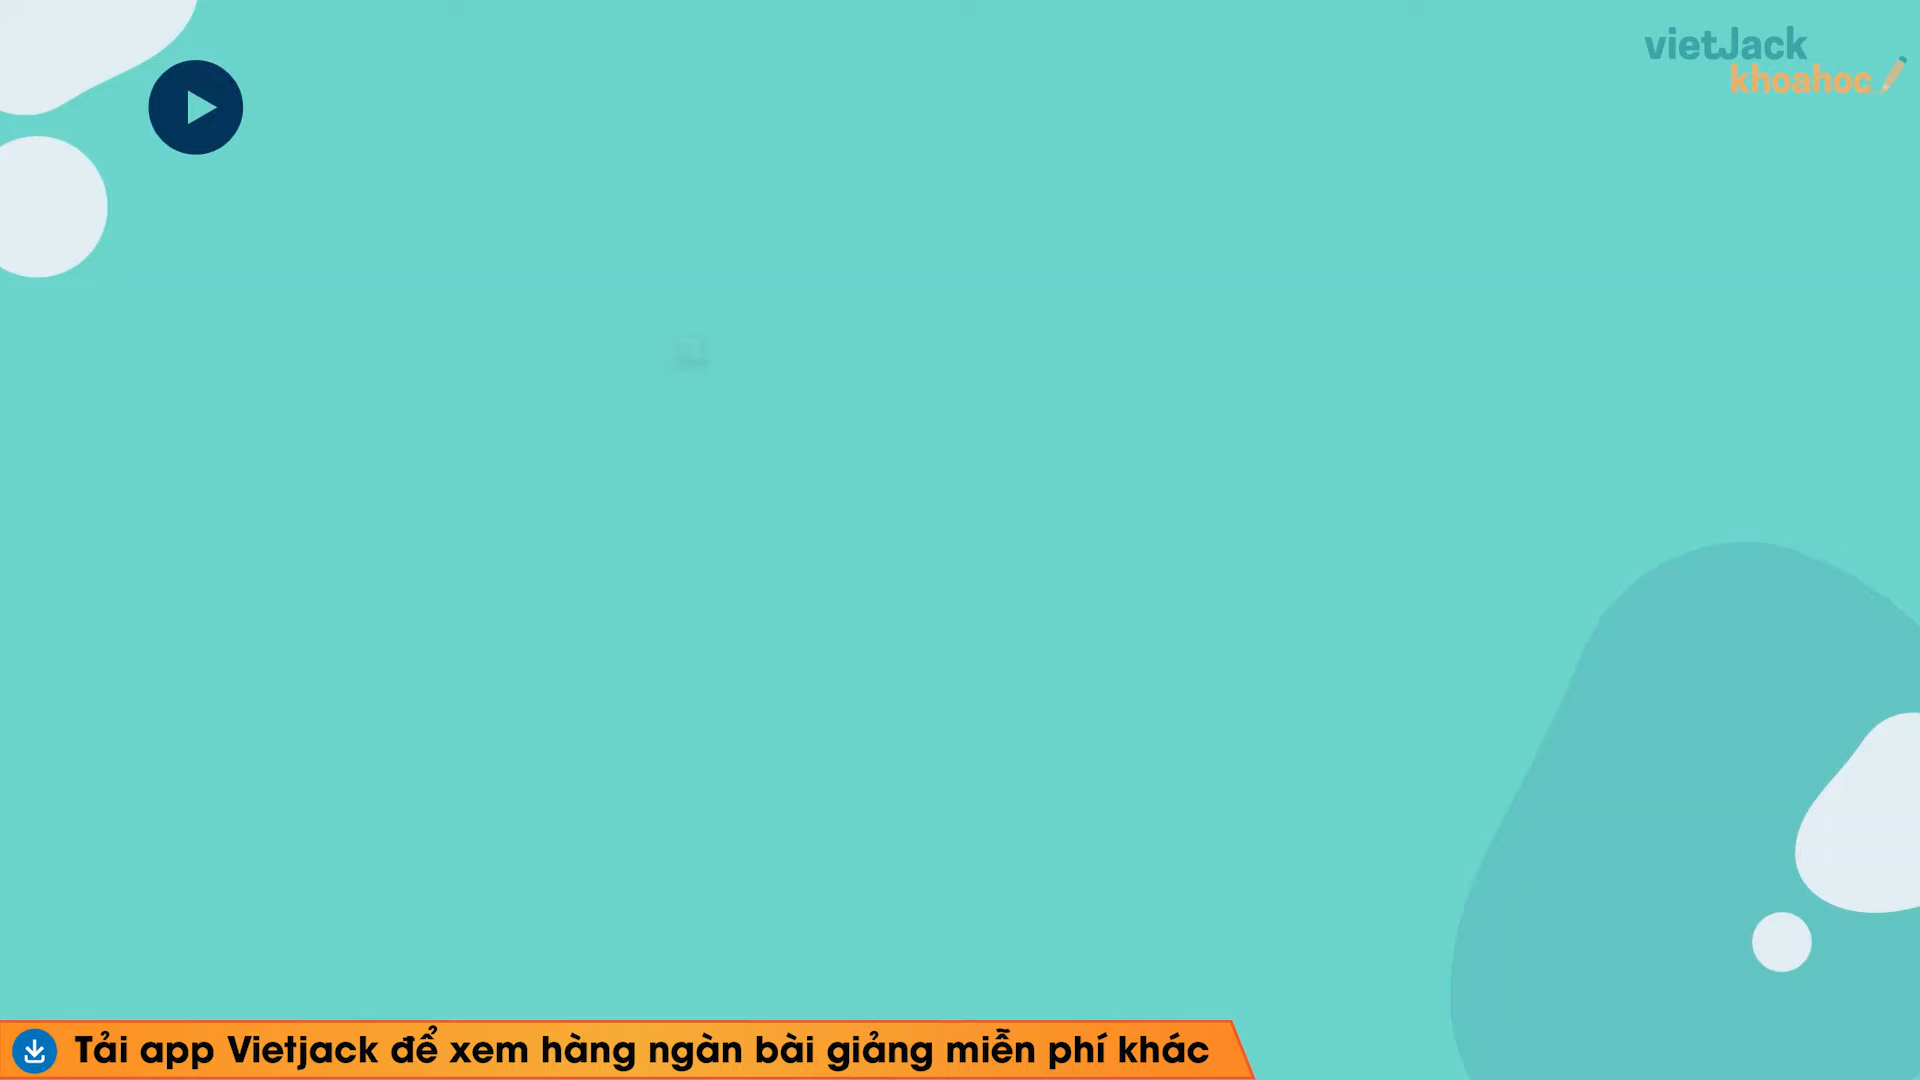 vietJack
khoahoc
Tải app Vietjack để xem hàng ngàn bài giảng miễn phí khác